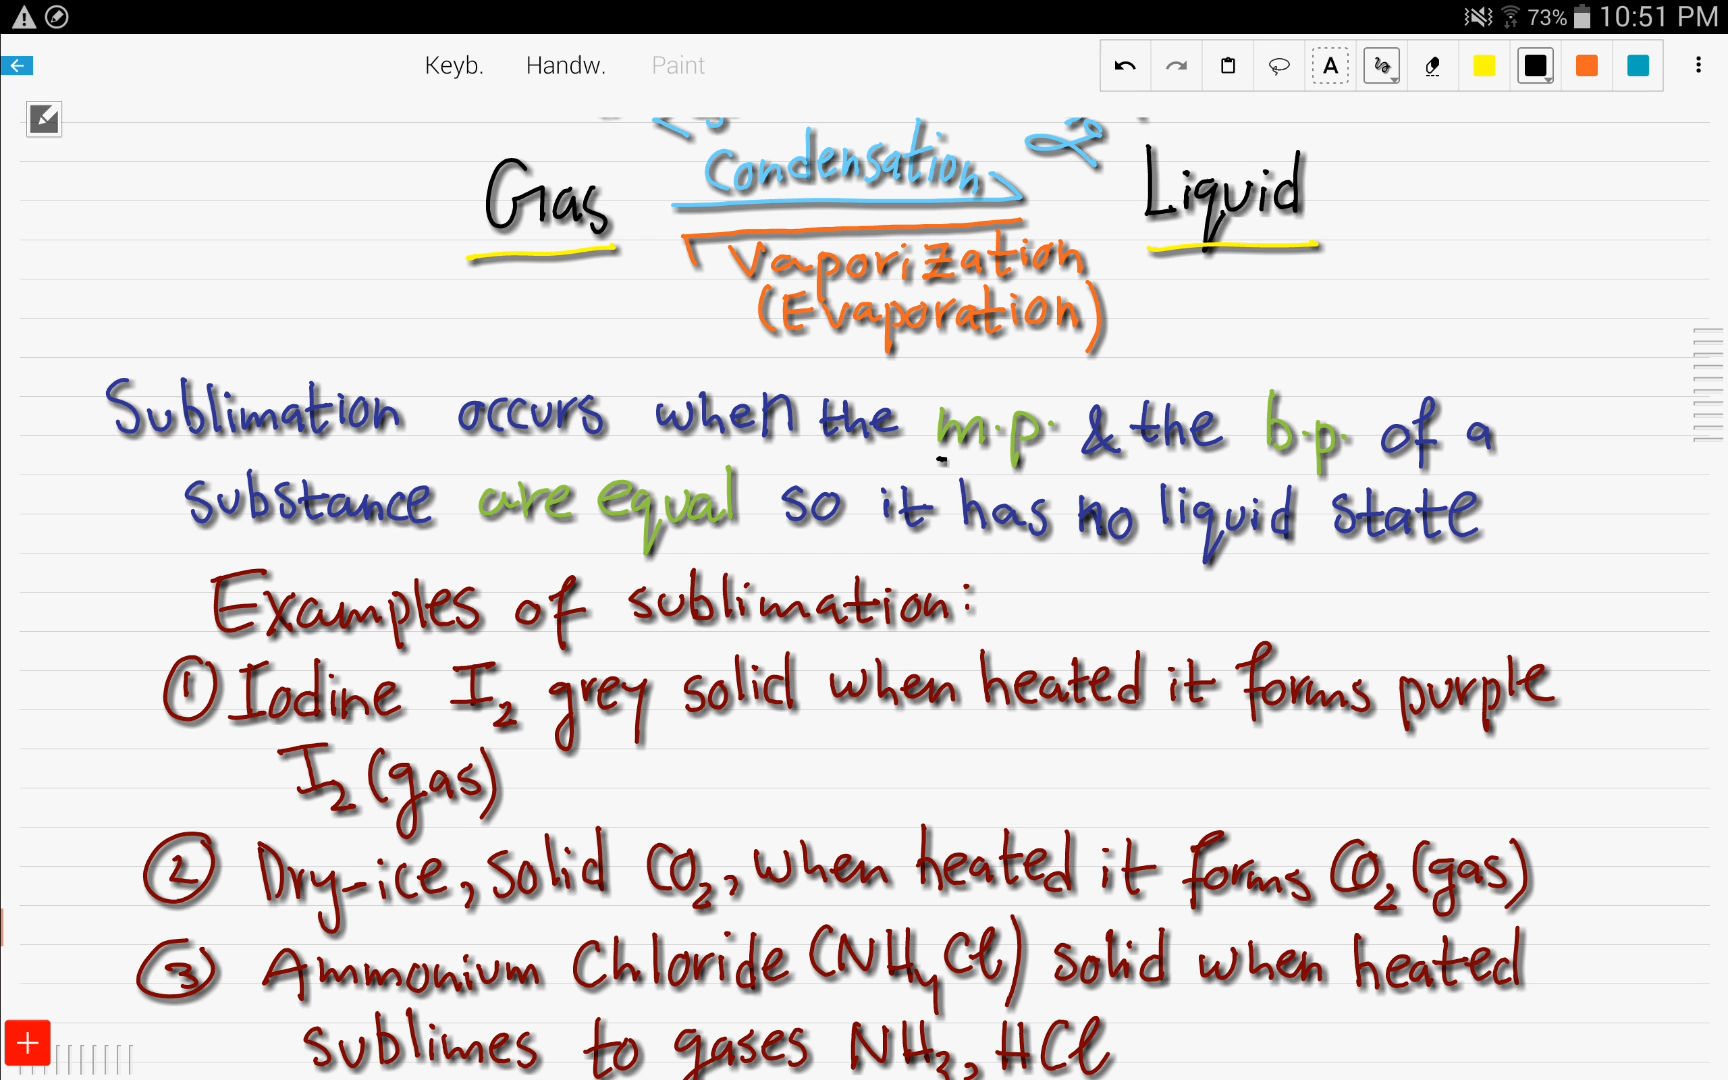 73% 10:51 PM
Keyb. Handw. Paint
A
Condensation
Gas Liquid
Vaporization
(Evaporation)
Sublimation occurs when the m.p. & the b.p. of a
substance are equal so it has no liquid state
Examples of sublimation:
① Iodine I₂ grey solid when heated it forms purple
I₂ (gas)
② Dry-ice, solid CO₂, when heated it forms CO₂ (gas)
③ Ammonium Chloride (NH₄Cl) solid when heated
sublimes to gases NH₃, HCl